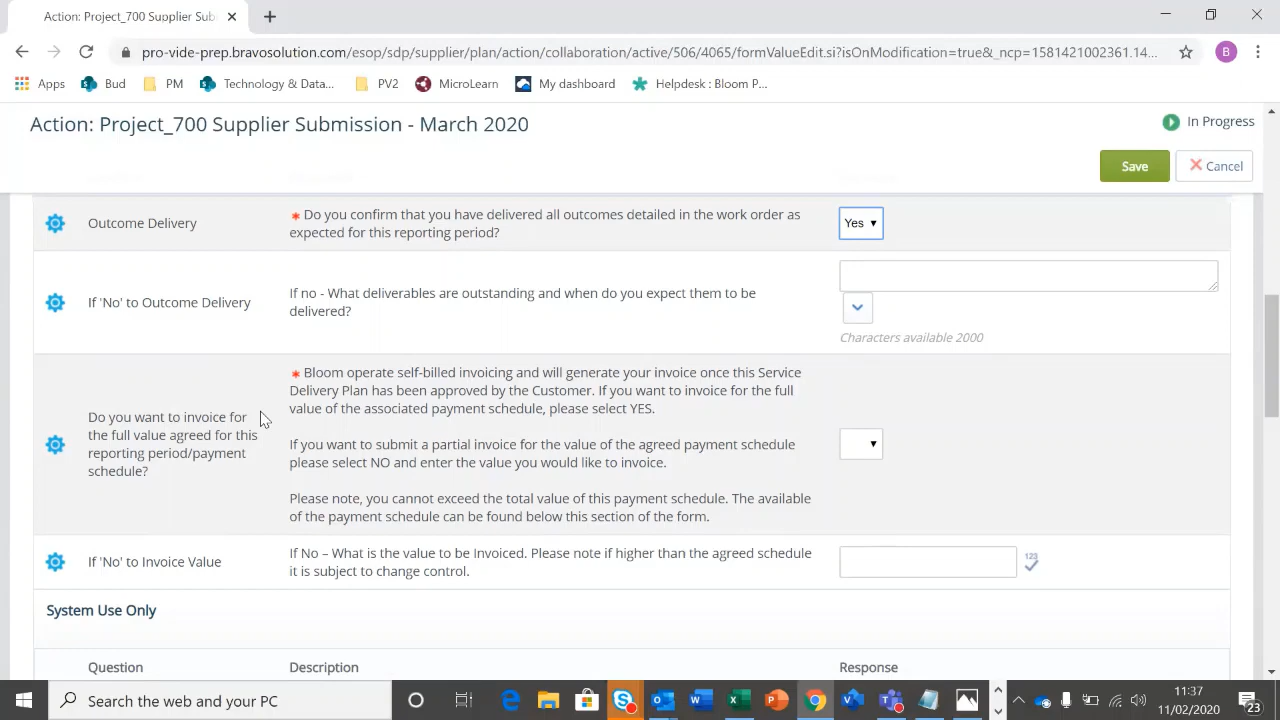 Action: Project_700 Supplier Sub
pro-vide-prep.bravosolution.com/esop/sdp/supplier/plan/action/collaboration/active/506/4065/formValueEdit.si?isOnModification=true&_ncp=1581421002361.14...
B
Apps
Bud
PM
Technology & Data...
PV2
MicroLearn
My dashboard
Helpdesk : Bloom P...
Action: Project_700 Supplier Submission - March 2020
In Progress
Save
Cancel
Outcome Delivery
* Do you confirm that you have delivered all outcomes detailed in the work order as
expected for this reporting period?
Yes
If 'No' to Outcome Delivery
If no - What deliverables are outstanding and when do you expect them to be
delivered?
Characters available 2000
Do you want to invoice for
the full value agreed for this
reporting period/payment
schedule?
* Bloom operate self-billed invoicing and will generate your invoice once this Service
Delivery Plan has been approved by the Customer. If you want to invoice for the full
value of the associated payment schedule, please select YES.
If you want to submit a partial invoice for the value of the agreed payment schedule
please select NO and enter the value you would like to invoice.
Please note, you cannot exceed the total value of this payment schedule. The available
of the payment schedule can be found below this section of the form.
If 'No' to Invoice Value
If No – What is the value to be Invoiced. Please note if higher than the agreed schedule
it is subject to change control.
123
System Use Only
Question
Description
Response
Search the web and your PC
11:37
11/02/2020
23